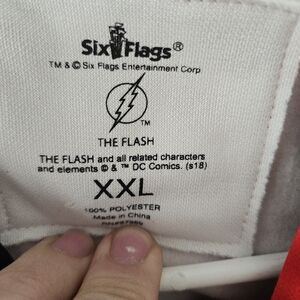 Six Flags®
TM & © Six Flags Entertainment Corp
TM
THE FLASH
THE FLASH and all related characters
and elements © & ™ DC Comics. (s18)
XXL
100% POLYESTER
Made in China